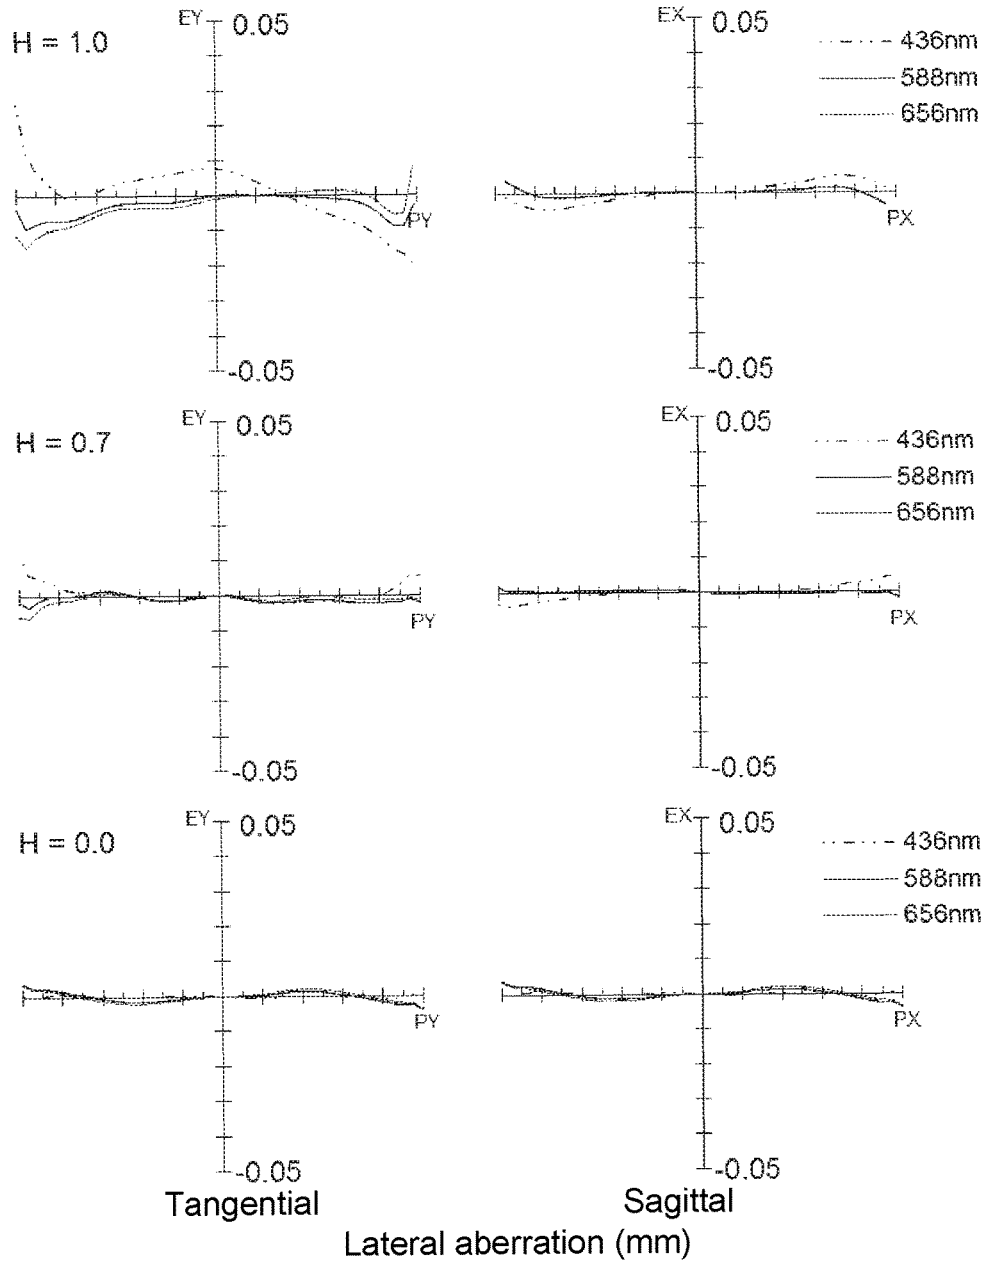 EY 0.05
EX 0.05
H = 1.0
436nm
588nm
656nm
PY
PX
-0.05
-0.05
EY 0.05
EX 0.05
H = 0.7
436nm
588nm
656nm
PY
PX
-0.05
-0.05
EY 0.05
EX 0.05
H = 0.0
436nm
588nm
656nm
PY
PX
-0.05
-0.05
Tangential
Sagittal
Lateral aberration (mm)